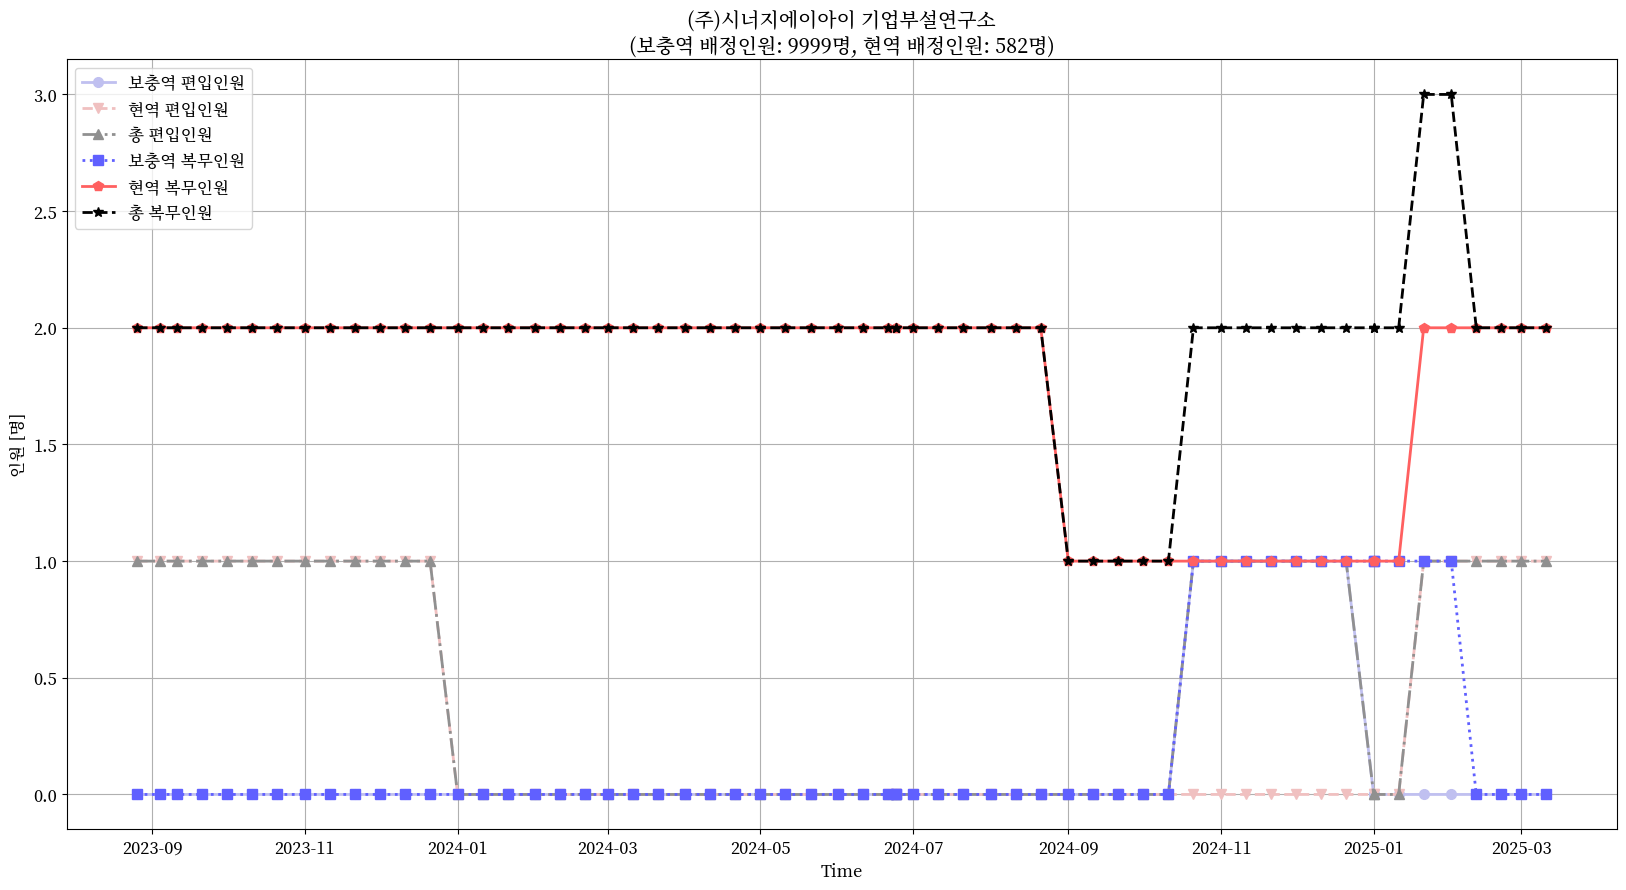 (주)시너지에이아이 기업부설연구소
(보충역 배정인원: 9999명, 현역 배정인원: 582명)
보충역 편입인원
현역 편입인원
총 편입인원
보충역 복무인원
현역 복무인원
총 복무인원
3.0
2.5
2.0
1.5
1.0
0.5
0.0
인원 [명]
2023-09 2023-11 2024-01 2024-03 2024-05 2024-07 2024-09 2024-11 2025-01 2025-03
Time